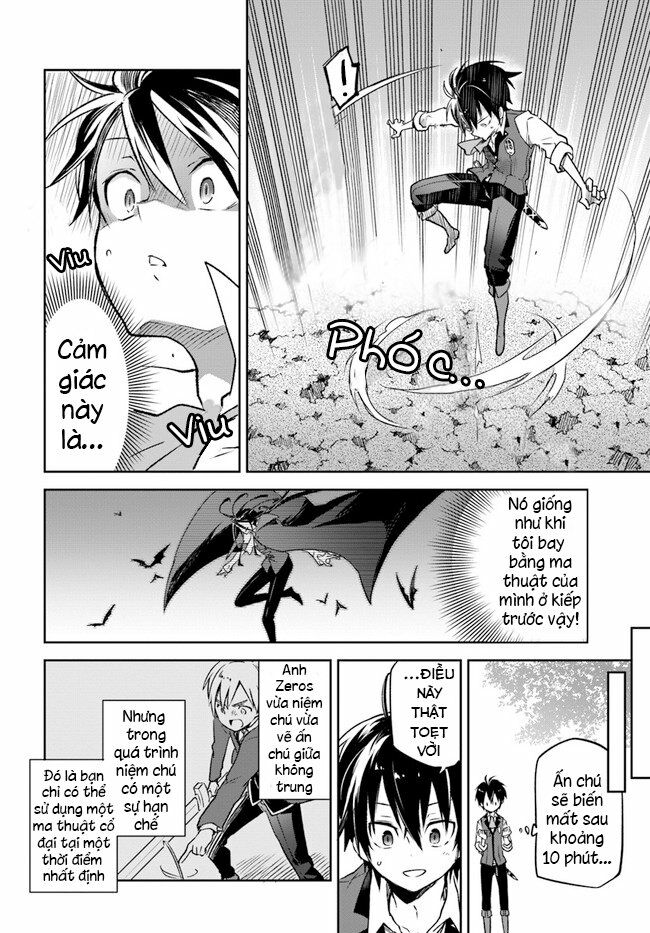 !
Phóc...
Viu
Cảm
giác này
là...
Viu
Nó giống
như khi
tôi bay
bằng ma
thuật của
mình ở kiếp
trước vậy!
Ấn chú
sẽ biến
mất sau
khoảng
10 phút...
...ĐIỀU
NÀY
THẬT
TOẸT
VỜI
Anh
Zeros
vừa niệm
chú vừa vẽ
ấn chú giữa
không
trung
Nhưng
trong
quá trình
niệm chú
có một
sự hạn
chế
Đó là bạn
chỉ có thể
sử dụng một
ma thuật cổ
đại tại một
thời điểm
nhất định